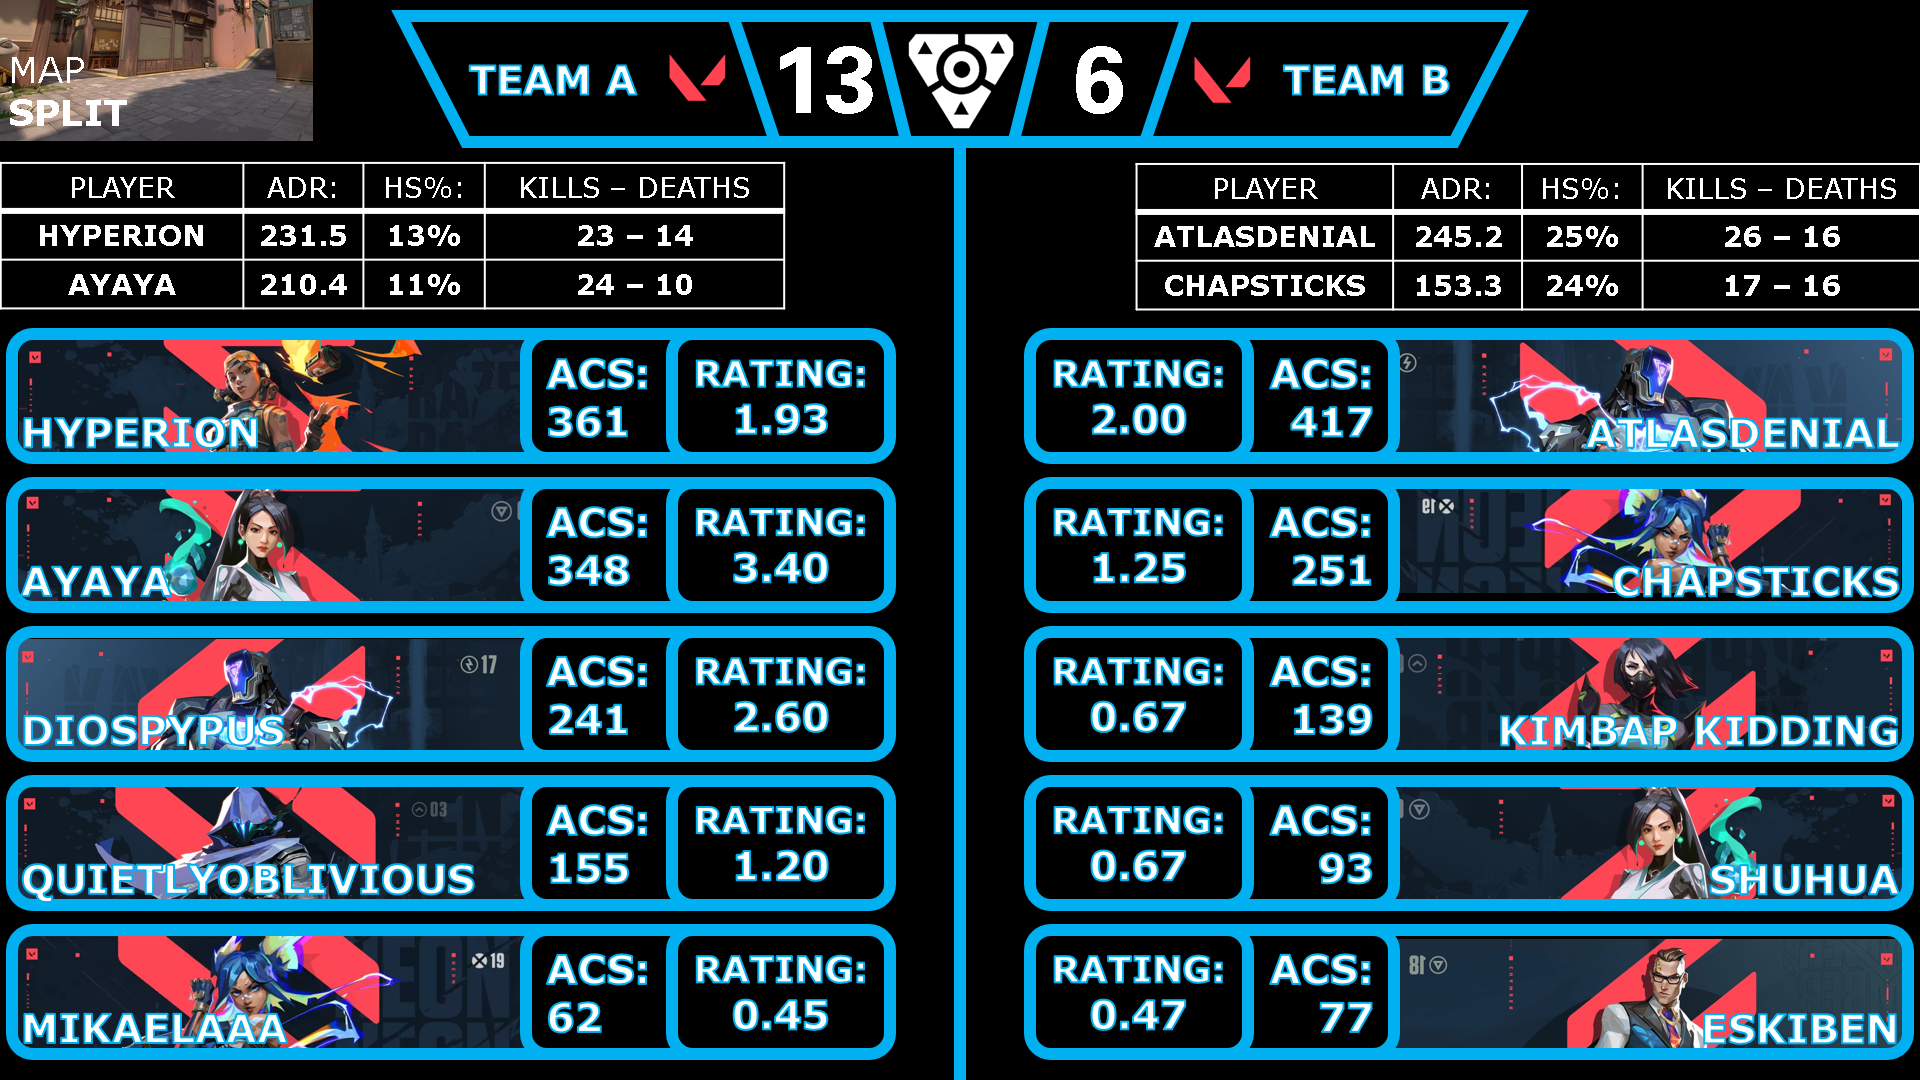 MAP
SPLIT
TEAM A 13 6 TEAM B
PLAYER ADR: HS%: KILLS – DEATHS
HYPERION 231.5 13% 23 – 14
AYAYA 210.4 11% 24 – 10
PLAYER ADR: HS%: KILLS – DEATHS
ATLASDENIAL 245.2 25% 26 – 16
CHAPSTICKS 153.3 24% 17 – 16
HYPERION
ACS:
361
RATING:
1.93
AYAYA
ACS:
348
RATING:
3.40
17
DIOSPYPUS
ACS:
241
RATING:
2.60
03
QUIETLYOBLIVIOUS
ACS:
155
RATING:
1.20
19
MIKAELAAA
ACS:
62
RATING:
0.45
RATING:
2.00
ACS:
417
ATLASDENIAL
RATING:
1.25
ACS:
251
19
CHAPSTICKS
RATING:
0.67
ACS:
139
KIMBAP KIDDING
RATING:
0.67
ACS:
93
SHUHUA
RATING:
0.47
ACS:
77
18
ESKIBEN